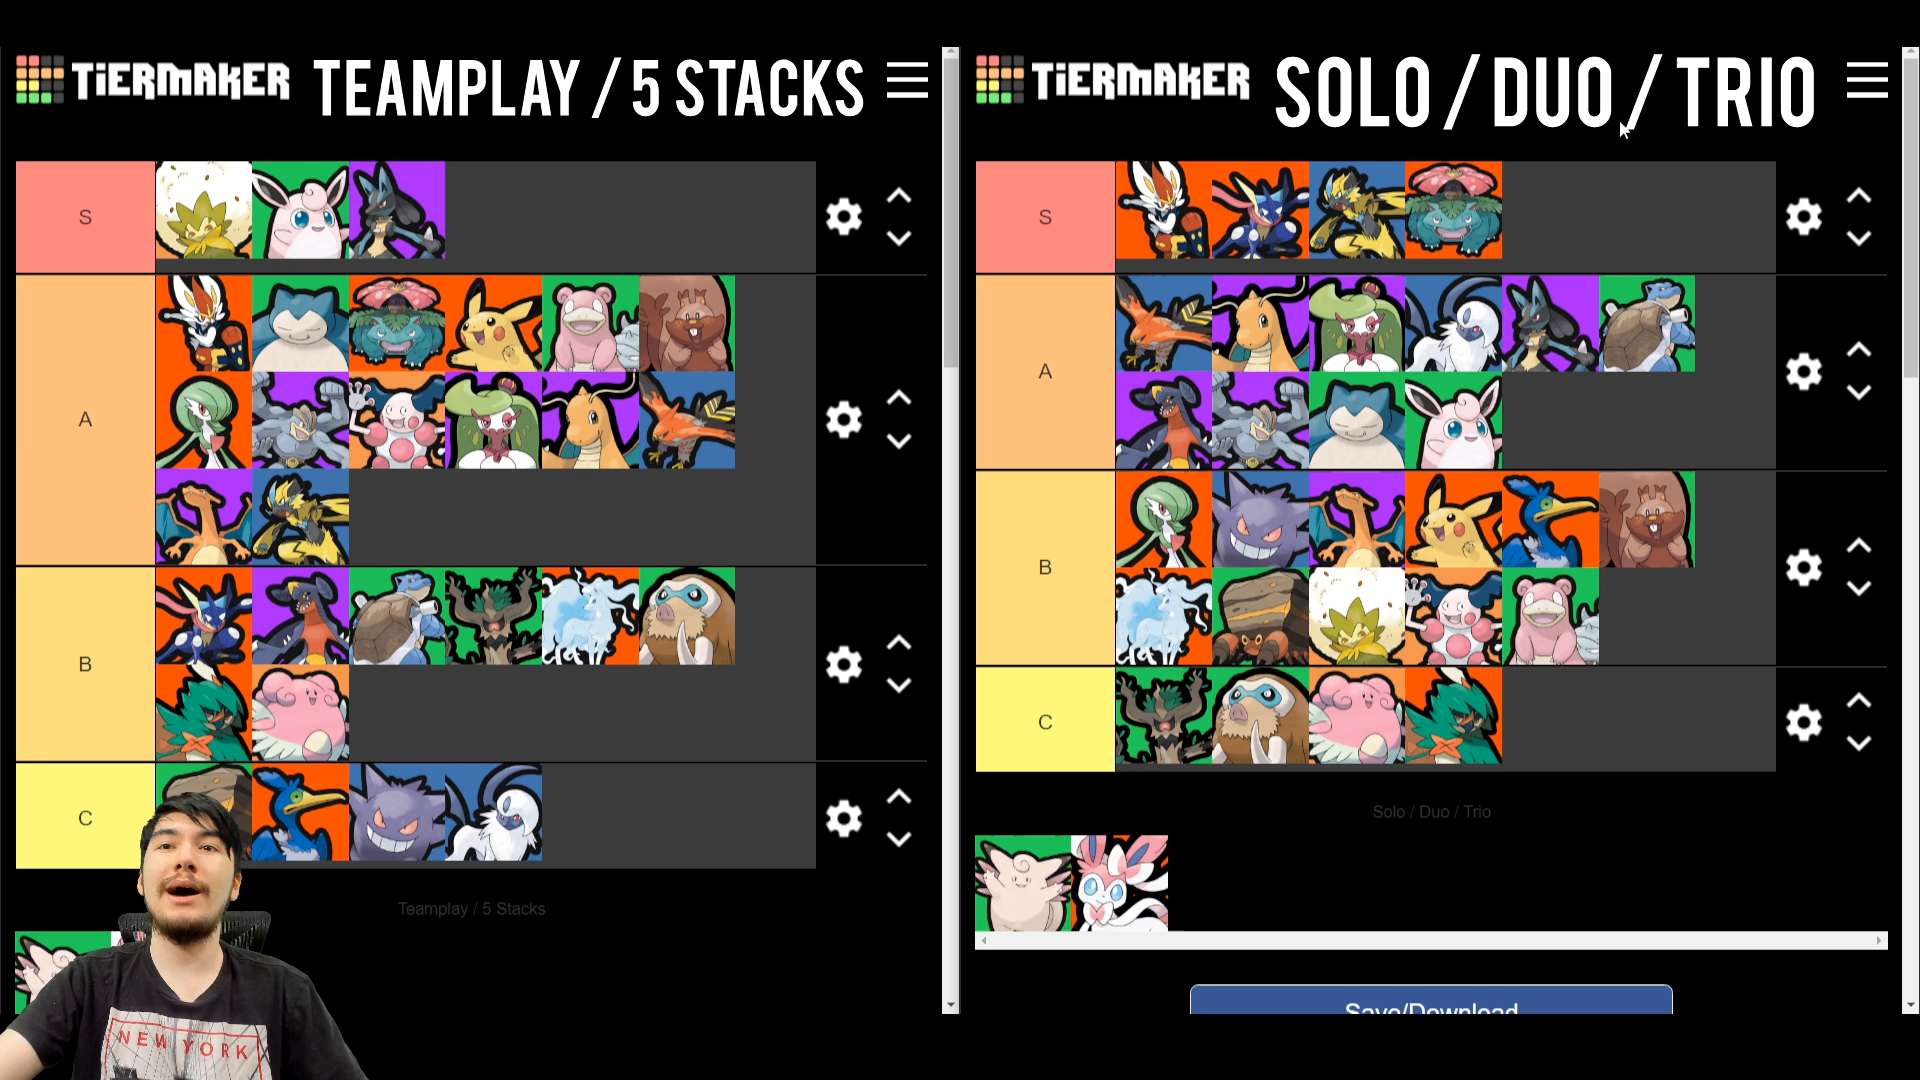 TiERMAKER
TEAMPLAY / 5 STACKS
S
A
B
C
Teamplay / 5 Stacks
TiERMAKER
SOLO / DUO / TRIO
S
A
B
C
Solo / Duo / Trio
Save/Download
NEW YORK